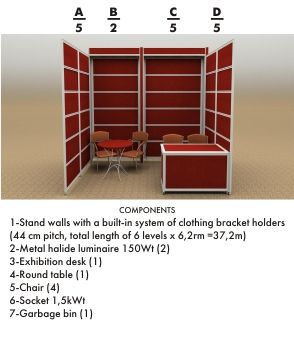 A B C D
5 2 5 5
COMPONENTS
1-Stand walls with a built-in system of clothing bracket holders
(44 cm pitch, total length of 6 levels x 6,2rm =37,2m)
2-Metal halide luminaire 150Wt (2)
3-Exhibition desk (1)
4-Round table (1)
5-Chair (4)
6-Socket 1,5kWt
7-Garbage bin (1)